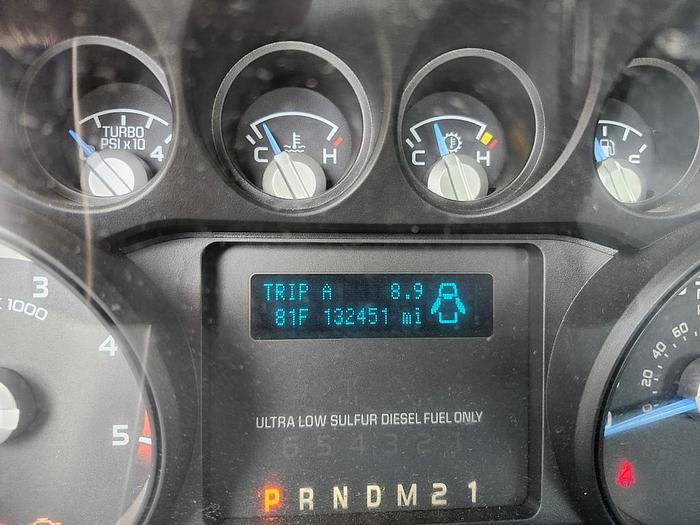 TURBO
PSI x 10
4
C H
C H
3
X 1000
4
5
TRIP A 8.9
81F 132451 mi
ULTRA LOW SULFUR DIESEL FUEL ONLY
6 5 4 3 2 1
P R N D M 2 1
60
40
20
0